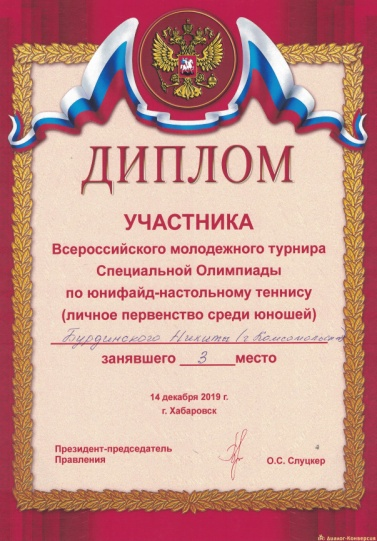 ДИПЛОМ
УЧАСТНИКА
Всероссийского молодежного турнира
Специальной Олимпиады
по юнифайд-настольному теннису
(личное первенство среди юношей)
Бурдинского Никиты (г Комсомольск
занявшего 3 место
14 декабря 2019 г.
г. Хабаровск
Президент-председатель
Правления
О.С. Слуцкер